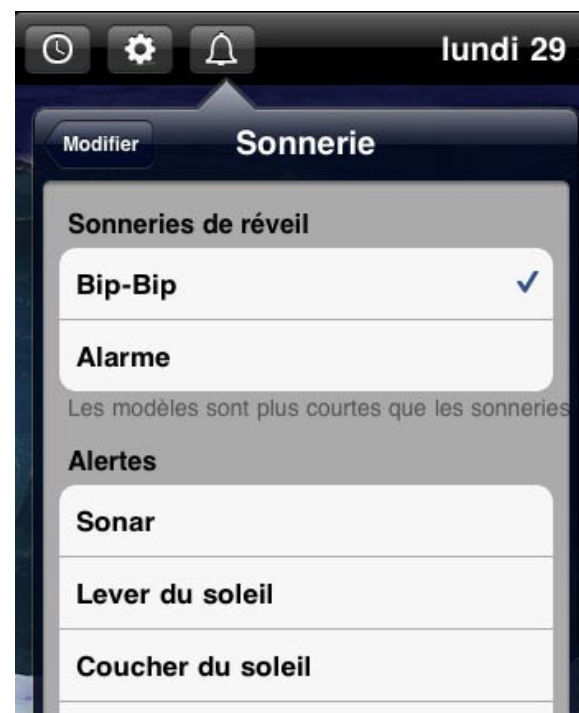 lundi 29
Modifier
Sonnerie
Sonneries de réveil
Bip-Bip
Alarme
Les modèles sont plus courtes que les sonneries
Alertes
Sonar
Lever du soleil
Coucher du soleil